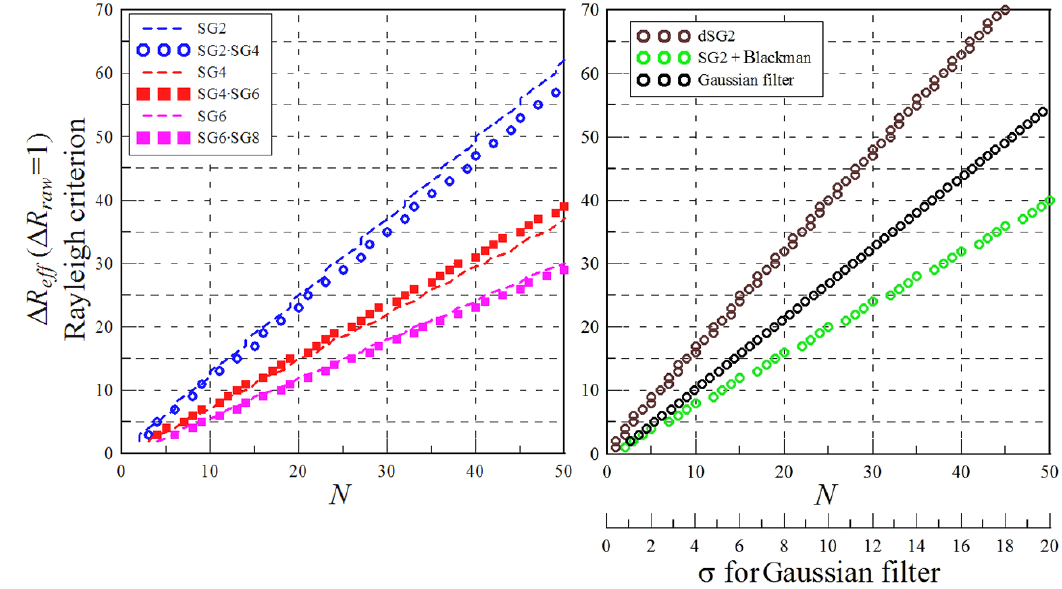 70
60
50
40
30
20
10
0
ΔR_eff (ΔR_raw=1)
Rayleigh criterion
SG2
SG2·SG4
SG4
SG4·SG6
SG6
SG6·SG8
0 10 20 30 40 50
N
70
60
50
40
30
20
10
0
dSG2
SG2 + Blackman
Gaussian filter
0 10 20 30 40 50
N
0 2 4 6 8 10 12 14 16 18 20
σ for Gaussian filter